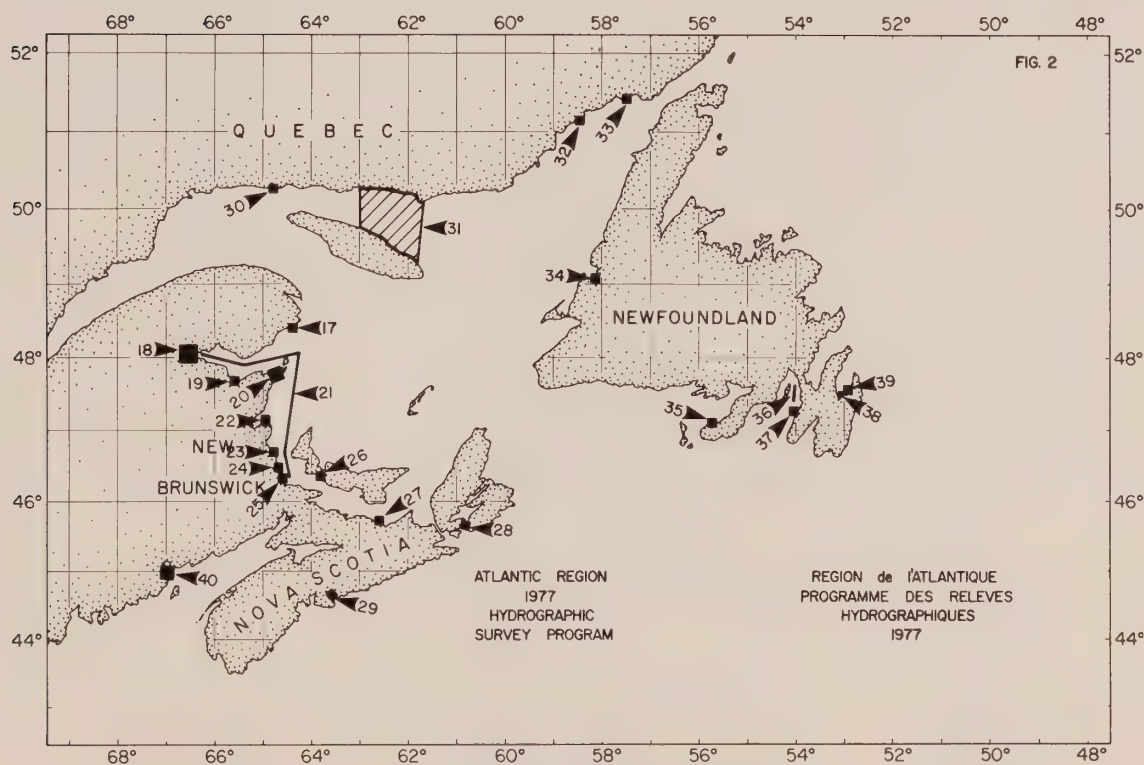 68° 66° 64° 62° 60° 58° 56° 54° 52° 50° 48°
52° 52°
FIG. 2
QUEBEC
33
32
30
50° 50°
31
34
NEWFOUNDLAND
17
18
48° 48°
19
20
21
39
36
38
35
37
22
NEW
23
24
26
BRUNSWICK
25
46° 46°
27
28
40
NOVA SCOTIA
29
ATLANTIC REGION
1977
HYDROGRAPHIC
SURVEY PROGRAM
REGION de l'ATLANTIQUE
PROGRAMME DES RELEVES
HYDROGRAPHIQUES
1977
44° 44°
68° 66° 64° 62° 60° 58° 56° 54° 52° 50° 48°